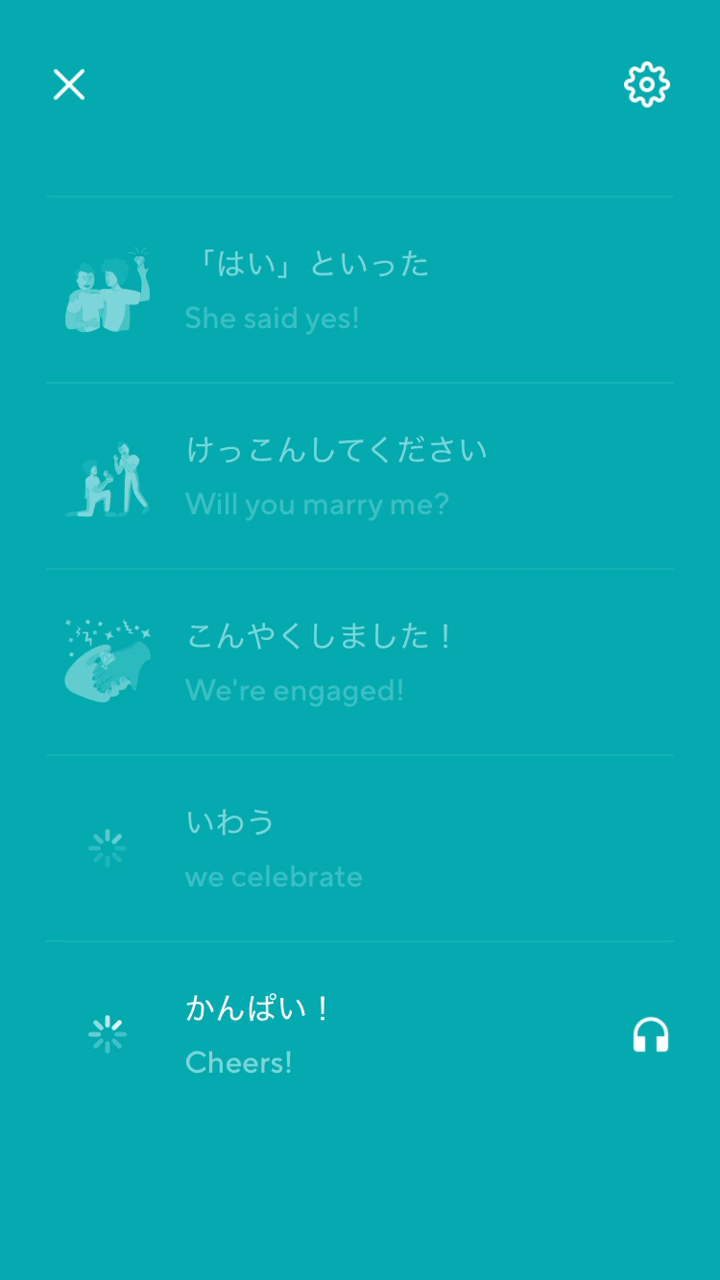 「はい」といった
She said yes!
けっこんしてください
Will you marry me?
こんやくしました！
We're engaged!
いわう
we celebrate
かんぱい！
Cheers!